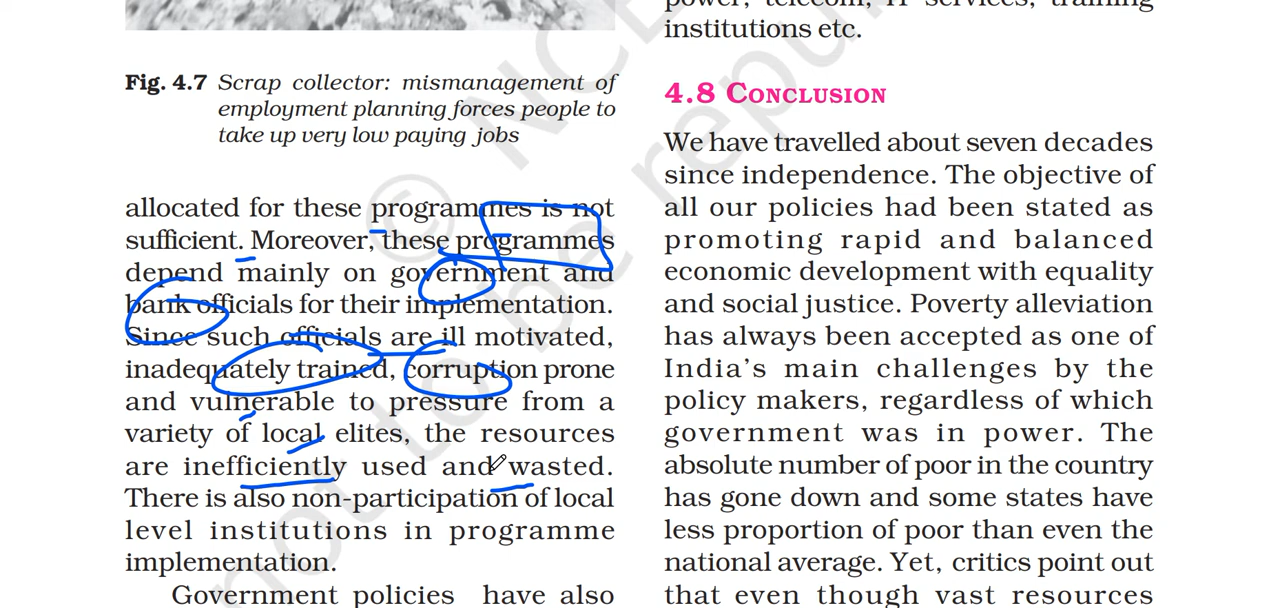 Fig. 4.7 Scrap collector: mismanagement of
employment planning forces people to
take up very low paying jobs
allocated for these programmes is not
sufficient. Moreover, these programmes
depend mainly on government and
bank officials for their implementation.
Since such officials are ill motivated,
inadequately trained, corruption prone
and vulnerable to pressure from a
variety of local elites, the resources
are inefficiently used and wasted.
There is also non-participation of local
level institutions in programme
implementation.
Government policies have also
power, telecom, IT services, training
institutions etc.
4.8 CONCLUSION
We have travelled about seven decades
since independence. The objective of
all our policies had been stated as
promoting rapid and balanced
economic development with equality
and social justice. Poverty alleviation
has always been accepted as one of
India's main challenges by the
policy makers, regardless of which
government was in power. The
absolute number of poor in the country
has gone down and some states have
less proportion of poor than even the
national average. Yet, critics point out
that even though vast resources
© NCE
not to be repu